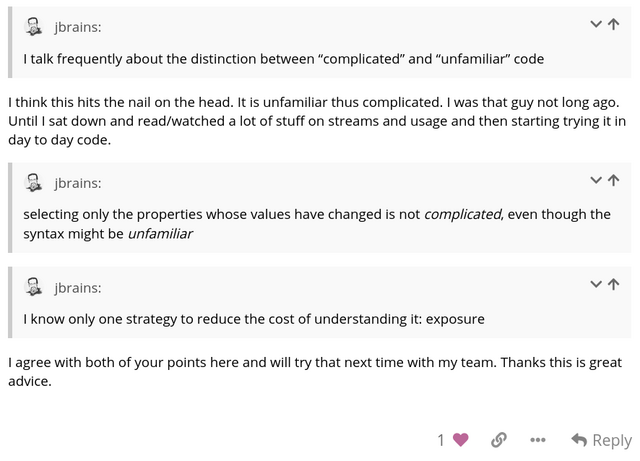 jbrains:
I talk frequently about the distinction between “complicated” and “unfamiliar” code
I think this hits the nail on the head. It is unfamiliar thus complicated. I was that guy not long ago.
Until I sat down and read/watched a lot of stuff on streams and usage and then starting trying it in
day to day code.
jbrains:
selecting only the properties whose values have changed is not complicated, even though the
syntax might be unfamiliar
jbrains:
I know only one strategy to reduce the cost of understanding it: exposure
I agree with both of your points here and will try that next time with my team. Thanks this is great
advice.
1
Reply